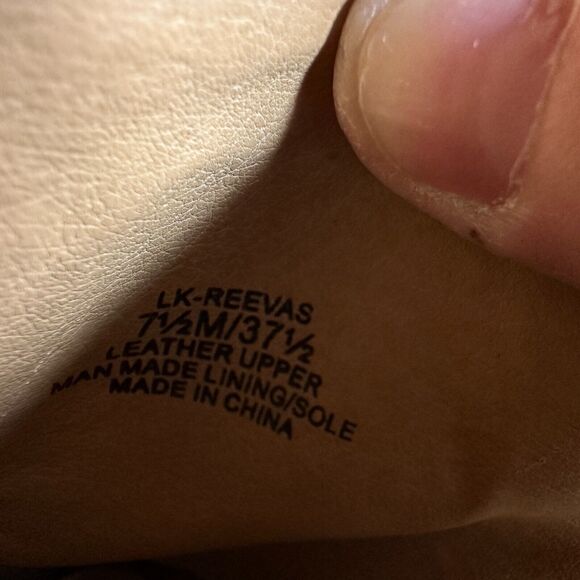 LK-REEVAS
7½M/37½
LEATHER UPPER
MAN MADE LINING/SOLE
MADE IN CHINA